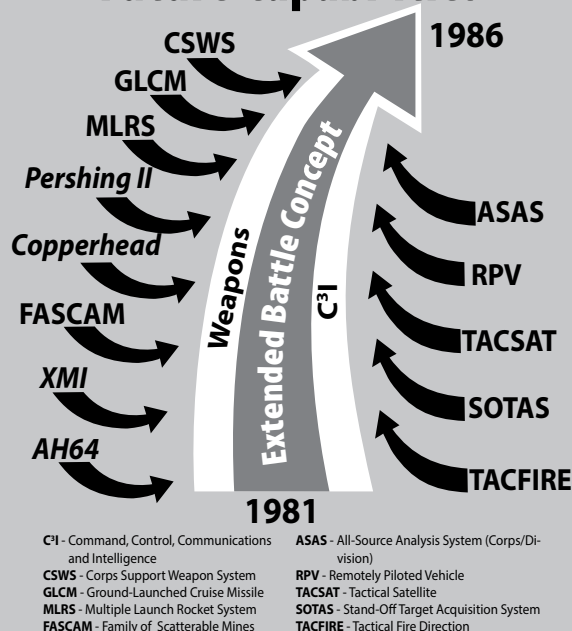 1986
CSWS
GLCM
MLRS
Pershing II
Copperhead
FASCAM
XMI
AH64
Weapons
Extended Battle Concept
C³I
ASAS
RPV
TACSAT
SOTAS
TACFIRE
1981
C³I - Command, Control, Communications
and Intelligence
CSWS - Corps Support Weapon System
GLCM - Ground-Launched Cruise Missile
MLRS - Multiple Launch Rocket System
FASCAM - Family of Scatterable Mines
ASAS - All-Source Analysis System (Corps/Di-
vision)
RPV - Remotely Piloted Vehicle
TACSAT - Tactical Satellite
SOTAS - Stand-Off Target Acquisition System
TACFIRE - Tactical Fire Direction